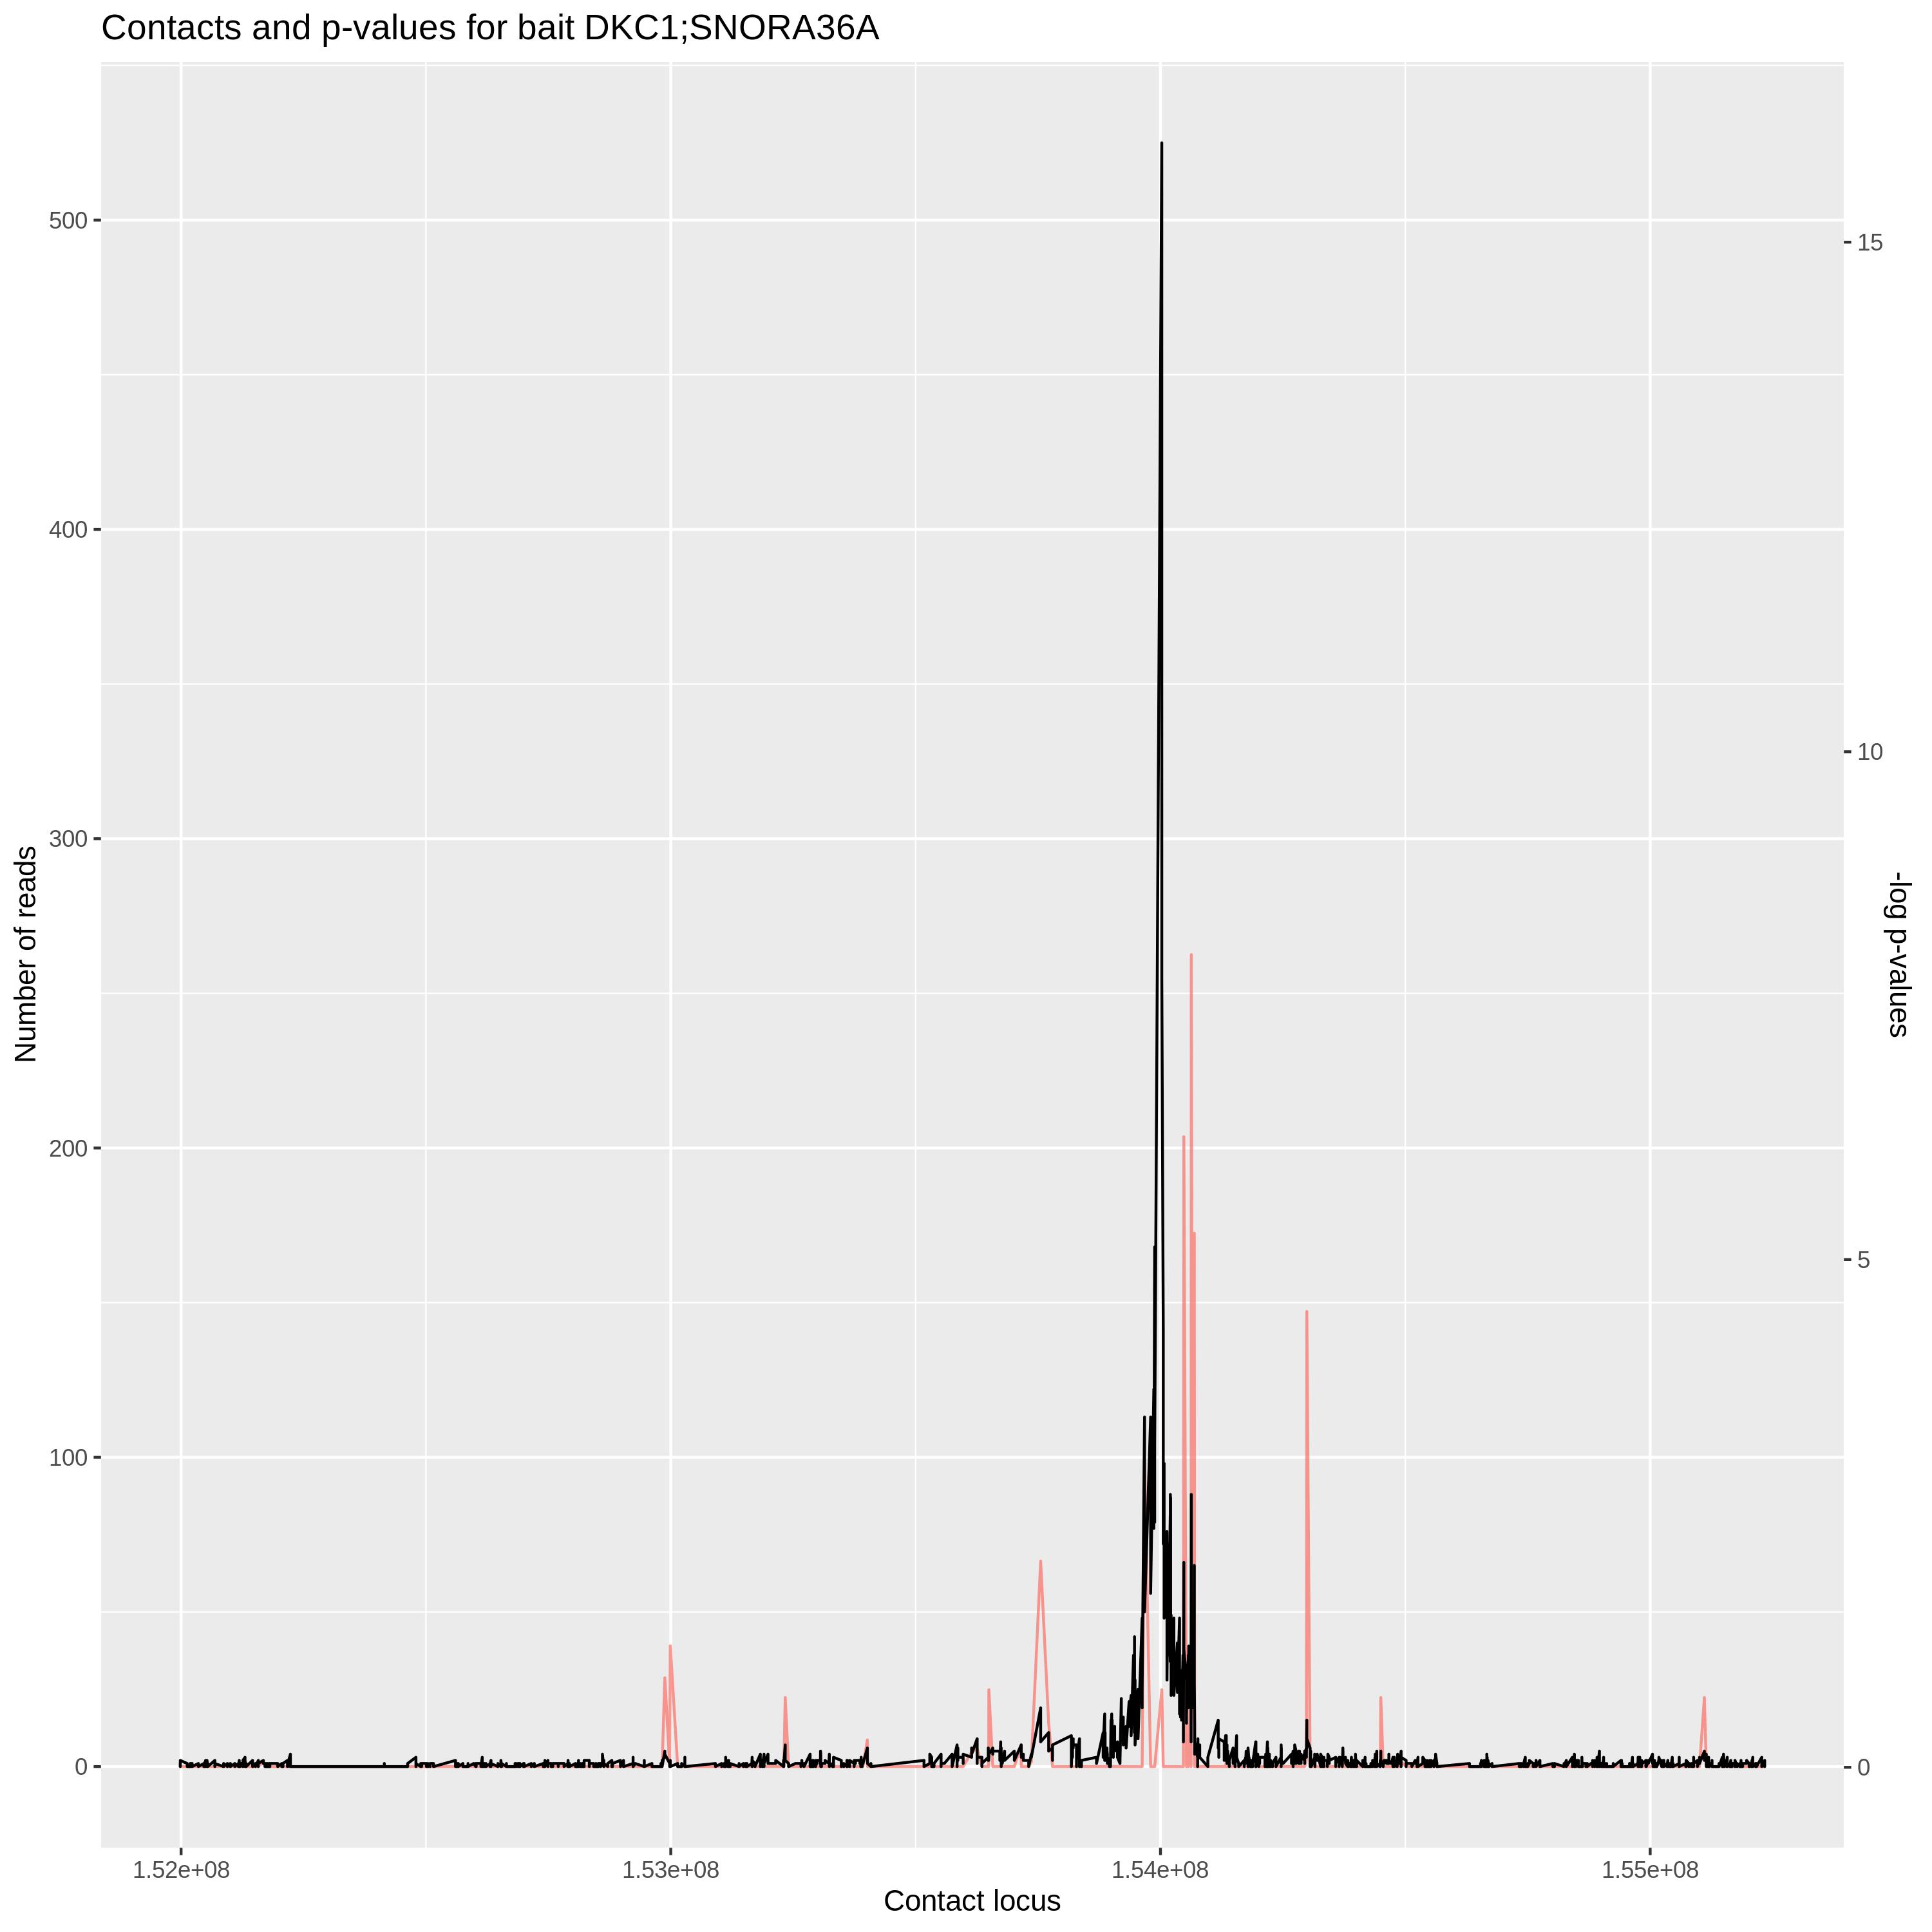 Contacts and p-values for bait DKC1;SNORA36A
500
400
300
200
100
0
Number of reads
15
10
5
0
-log p-values
1.52e+08
1.53e+08
1.54e+08
1.55e+08
Contact locus